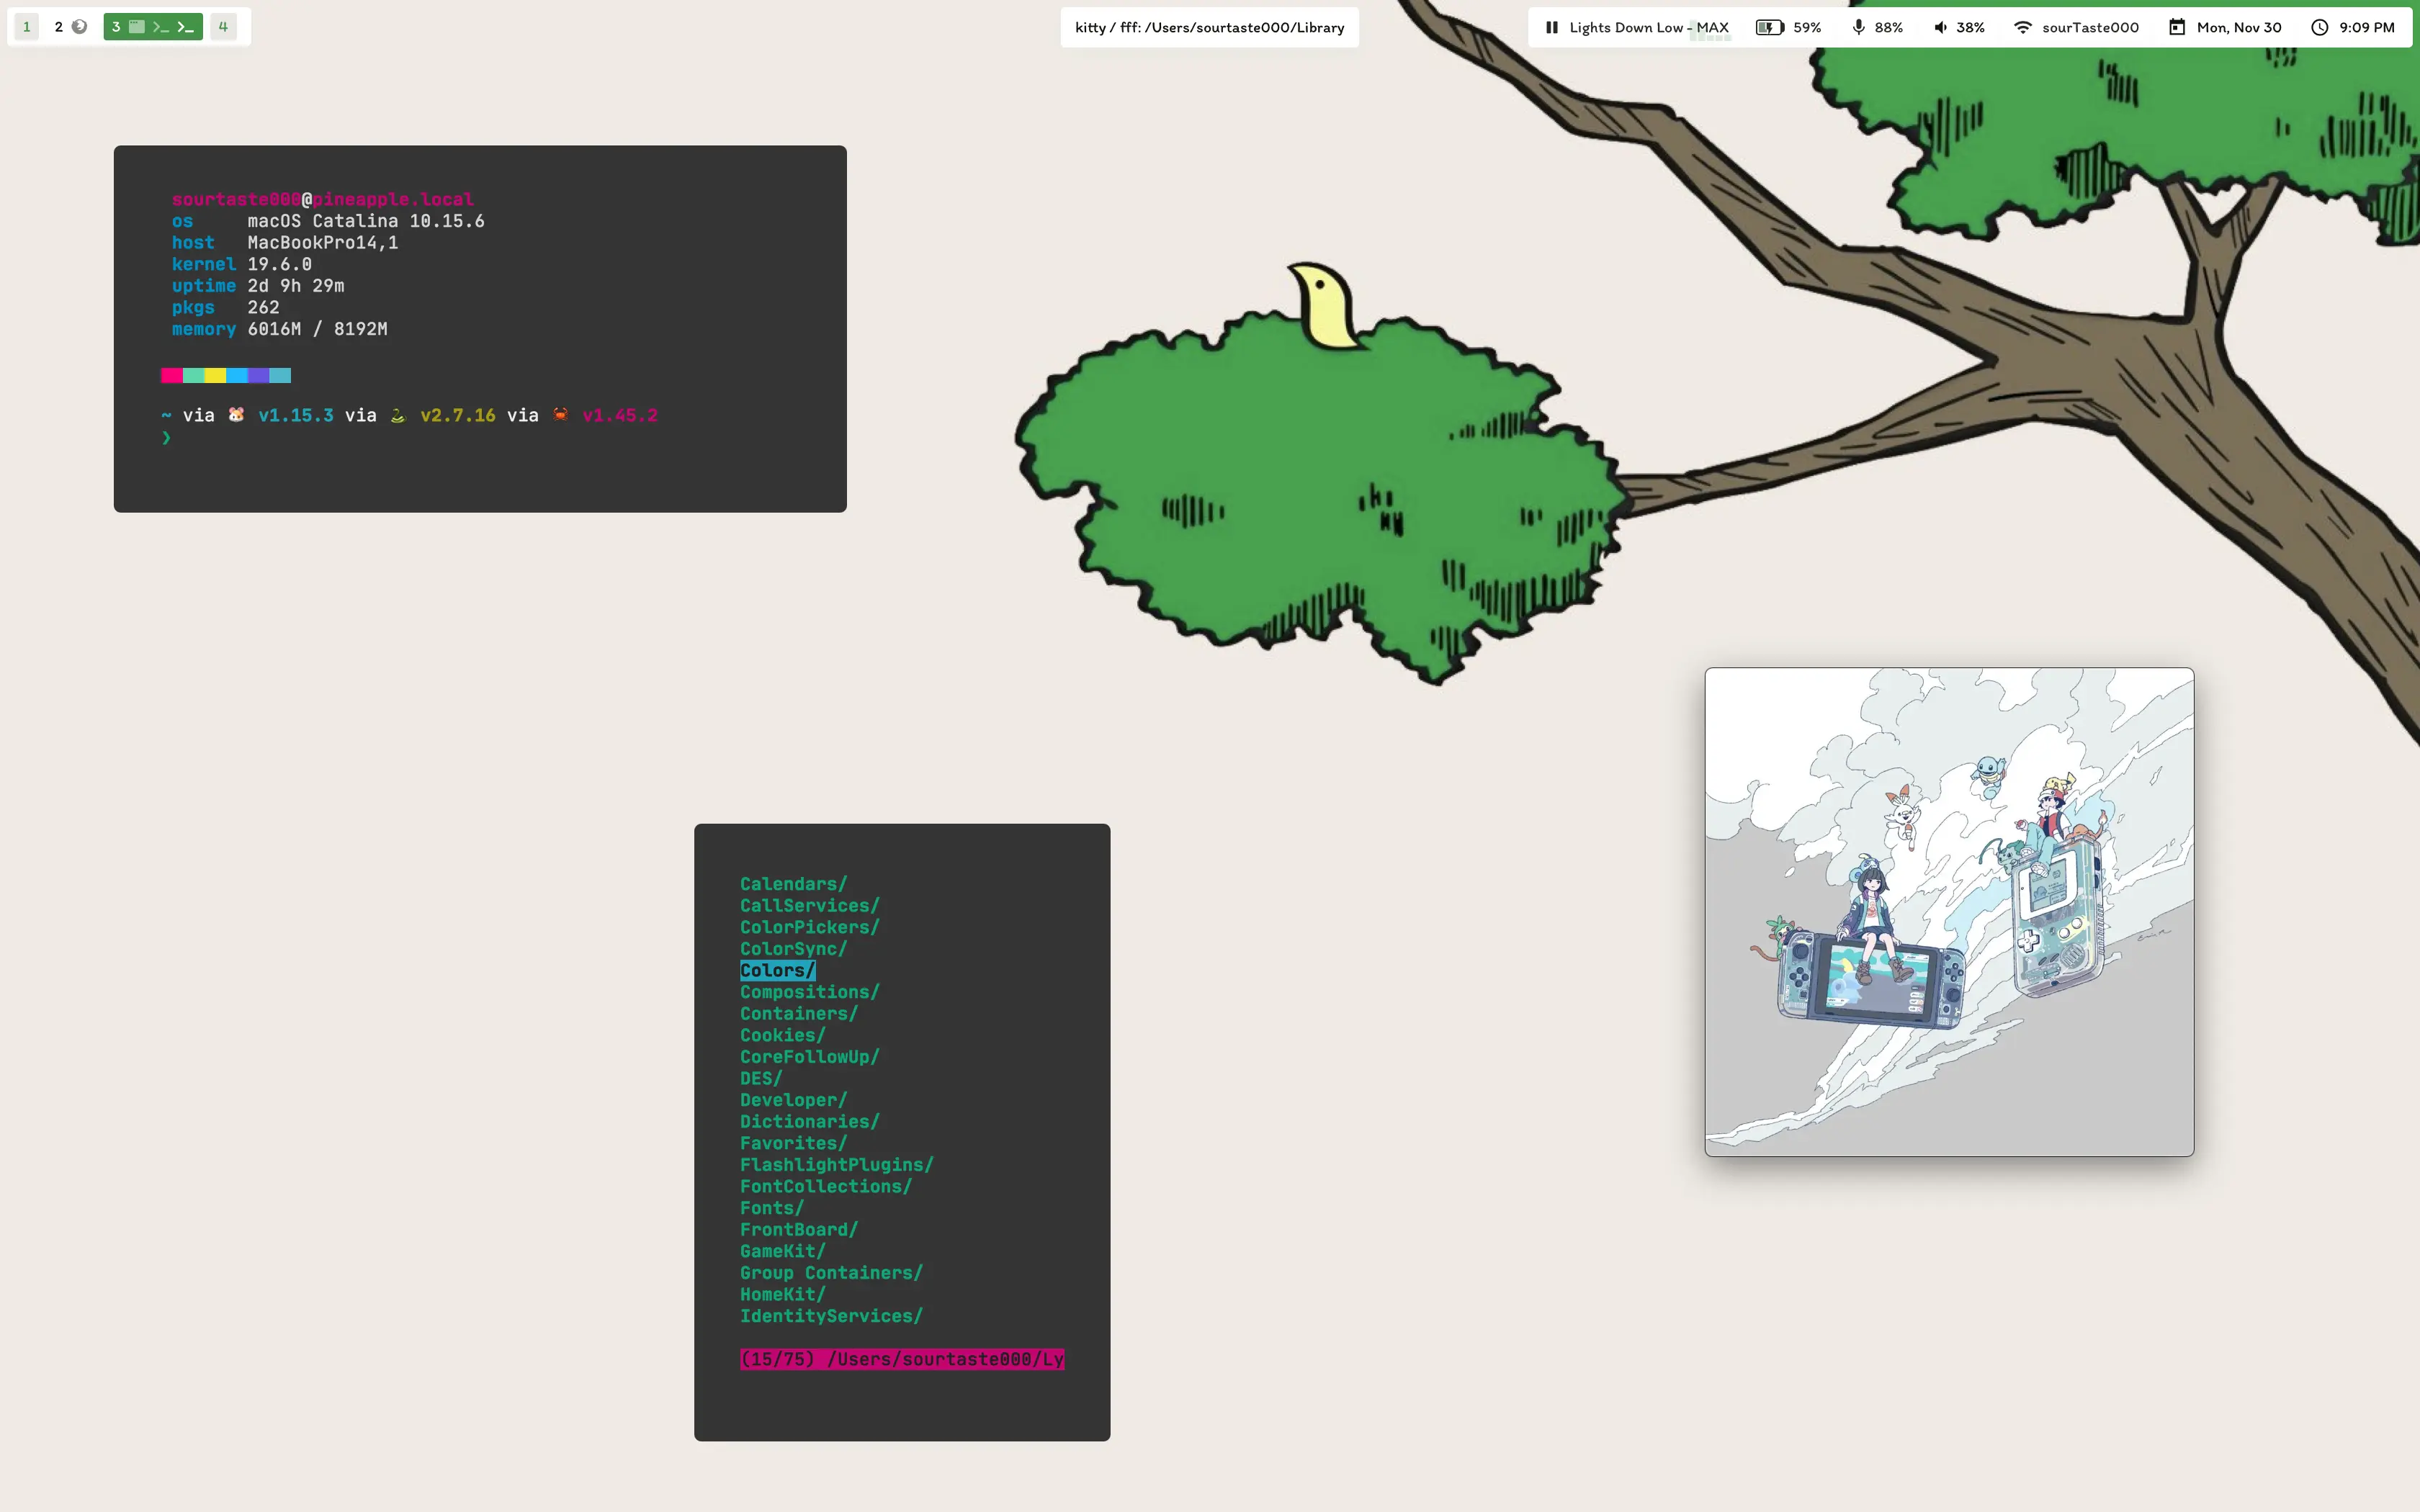 1 2 3 4
kitty / fff: /Users/sourtaste000/Library
Lights Down Low - MAX 59% 88% 38% sourTaste000 Mon, Nov 30 9:09 PM
sourtaste000@pineapple.local
os macOS Catalina 10.15.6
host MacBookPro14,1
kernel 19.6.0
uptime 2d 9h 29m
pkgs 262
memory 6016M / 8192M
~ via 🐹 v1.15.3 via 🐍 v2.7.16 via 🦀 v1.45.2
❯
Calendars/
CallServices/
ColorPickers/
ColorSync/
Colors/
Compositions/
Containers/
Cookies/
CoreFollowUp/
DES/
Developer/
Dictionaries/
Favorites/
FlashlightPlugins/
FontCollections/
Fonts/
FrontBoard/
GameKit/
Group Containers/
HomeKit/
IdentityServices/
(15/75) /Users/sourtaste000/Ly